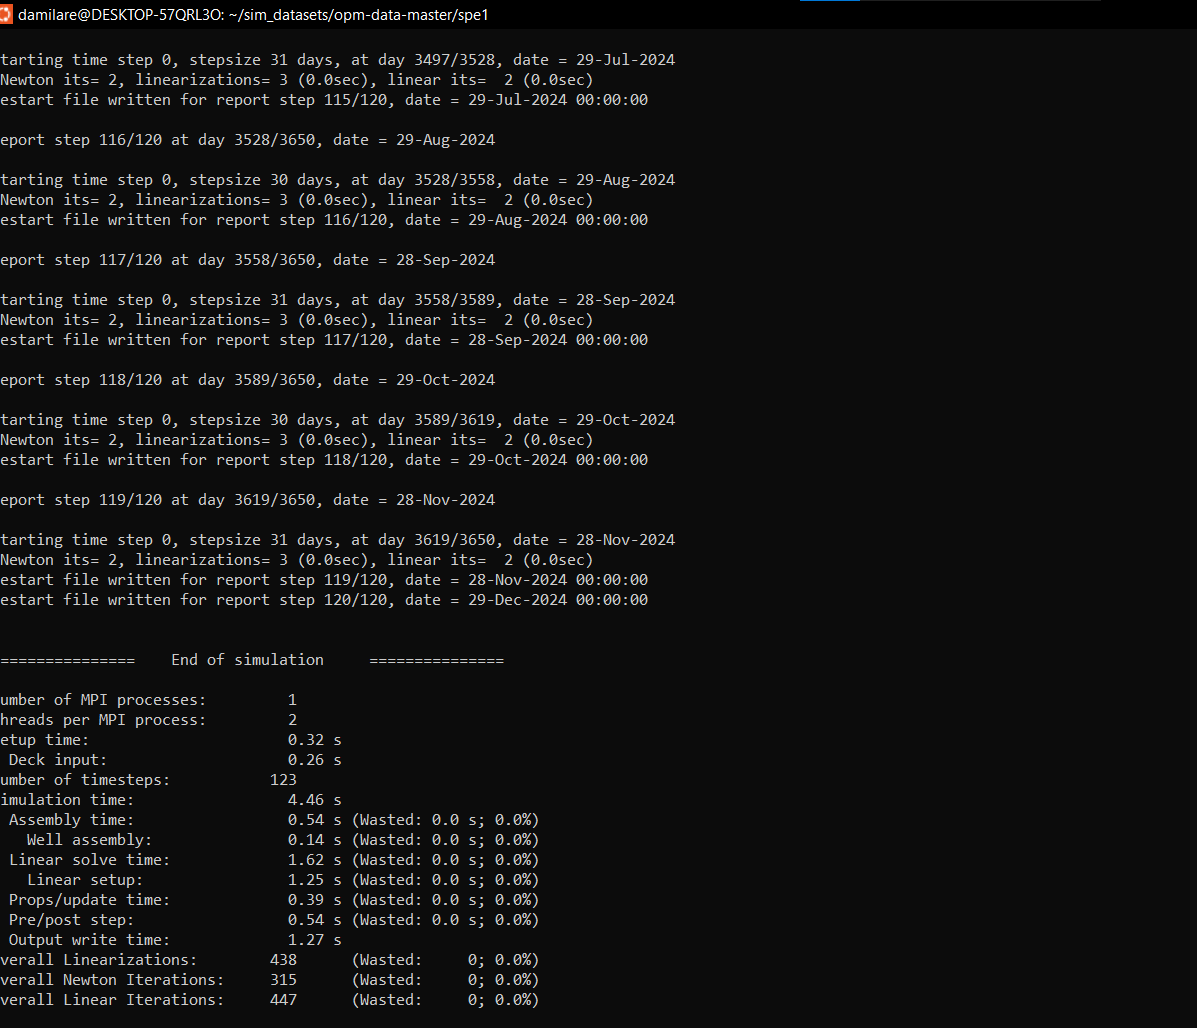 damilare@DESKTOP-57QRL3O: ~/sim_datasets/opm-data-master/spe1
tarting time step 0, stepsize 31 days, at day 3497/3528, date = 29-Jul-2024
Newton its= 2, linearizations= 3 (0.0sec), linear its=  2 (0.0sec)
estart file written for report step 115/120, date = 29-Jul-2024 00:00:00
eport step 116/120 at day 3528/3650, date = 29-Aug-2024
tarting time step 0, stepsize 30 days, at day 3528/3558, date = 29-Aug-2024
Newton its= 2, linearizations= 3 (0.0sec), linear its=  2 (0.0sec)
estart file written for report step 116/120, date = 29-Aug-2024 00:00:00
eport step 117/120 at day 3558/3650, date = 28-Sep-2024
tarting time step 0, stepsize 31 days, at day 3558/3589, date = 28-Sep-2024
Newton its= 2, linearizations= 3 (0.0sec), linear its=  2 (0.0sec)
estart file written for report step 117/120, date = 28-Sep-2024 00:00:00
eport step 118/120 at day 3589/3650, date = 29-Oct-2024
tarting time step 0, stepsize 30 days, at day 3589/3619, date = 29-Oct-2024
Newton its= 2, linearizations= 3 (0.0sec), linear its=  2 (0.0sec)
estart file written for report step 118/120, date = 29-Oct-2024 00:00:00
eport step 119/120 at day 3619/3650, date = 28-Nov-2024
tarting time step 0, stepsize 31 days, at day 3619/3650, date = 28-Nov-2024
Newton its= 2, linearizations= 3 (0.0sec), linear its=  2 (0.0sec)
estart file written for report step 119/120, date = 28-Nov-2024 00:00:00
estart file written for report step 120/120, date = 29-Dec-2024 00:00:00
===============    End of simulation     ===============
umber of MPI processes:         1
hreads per MPI process:         2
etup time:                      0.32 s
 Deck input:                    0.26 s
umber of timesteps:           123
imulation time:                 4.46 s
 Assembly time:                 0.54 s (Wasted: 0.0 s; 0.0%)
   Well assembly:               0.14 s (Wasted: 0.0 s; 0.0%)
 Linear solve time:             1.62 s (Wasted: 0.0 s; 0.0%)
   Linear setup:                1.25 s (Wasted: 0.0 s; 0.0%)
 Props/update time:             0.39 s (Wasted: 0.0 s; 0.0%)
 Pre/post step:                 0.54 s (Wasted: 0.0 s; 0.0%)
 Output write time:             1.27 s
verall Linearizations:        438      (Wasted:     0; 0.0%)
verall Newton Iterations:     315      (Wasted:     0; 0.0%)
verall Linear Iterations:     447      (Wasted:     0; 0.0%)